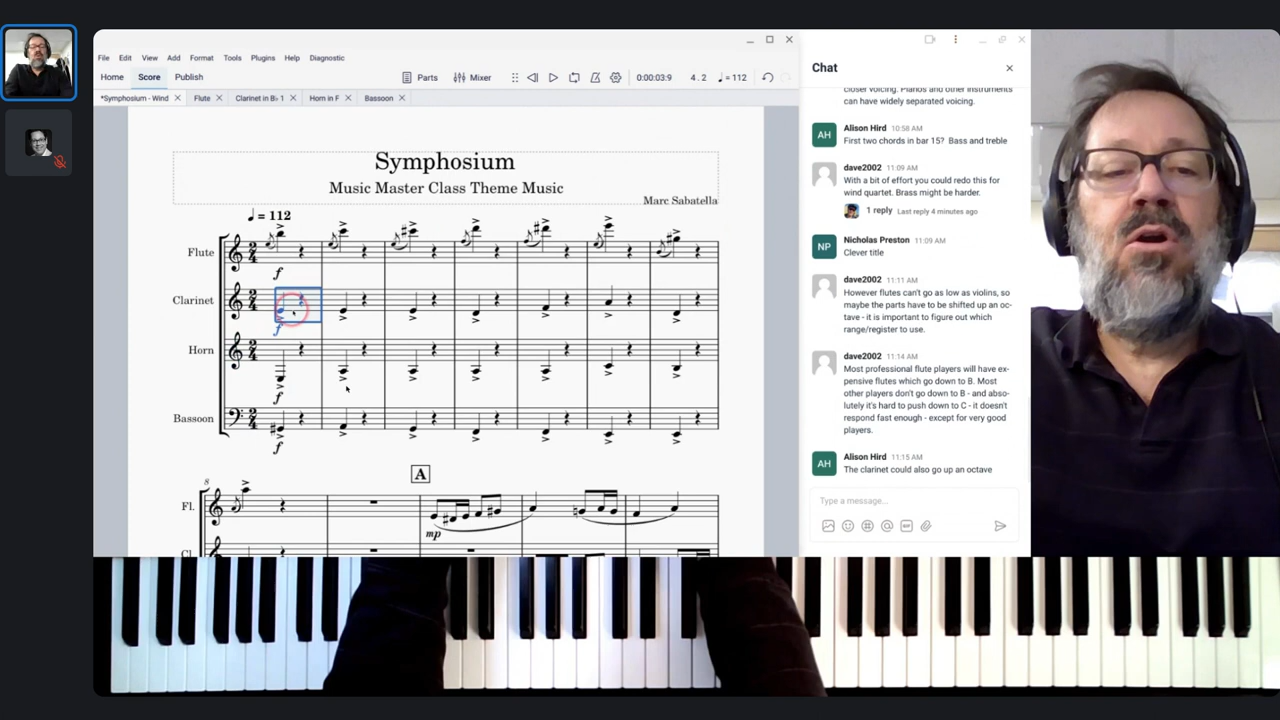 File Edit View Add Format Tools Plugins Help Diagnostic
Home Score Publish Parts Mixer 0:00:03:9 4 . 2 = 112
*Symphosium - Wind Flute Clarinet in B♭ 1 Horn in F Bassoon
Symphosium
Music Master Class Theme Music
Marc Sabatella
= 112
Flute
f
Clarinet
f
Horn
f
Bassoon
f
A
8
Fl.
mp
Cl
Chat
closer voicing. Pianos and other instruments
can have widely separated voicing.
AH
Alison Hird 10:58 AM
First two chords in bar 15? Bass and treble
dave2002 11:09 AM
With a bit of effort you could redo this for
wind quartet. Brass might be harder.
1 reply Last reply 4 minutes ago
NP
Nicholas Preston 11:09 AM
Clever title
dave2002 11:11 AM
However flutes can't go as low as violins, so
maybe the parts have to be shifted up an oc-
tave - it is important to figure out which
range/register to use.
dave2002 11:14 AM
Most professional flute players will have ex-
pensive flutes which go down to B. Most
other players don't go down to B - and abso-
lutely it's hard to push down to C - it doesn't
respond fast enough - except for very good
players.
AH
Alison Hird 11:15 AM
The clarinet could also go up an octave
Type a message...
GIF